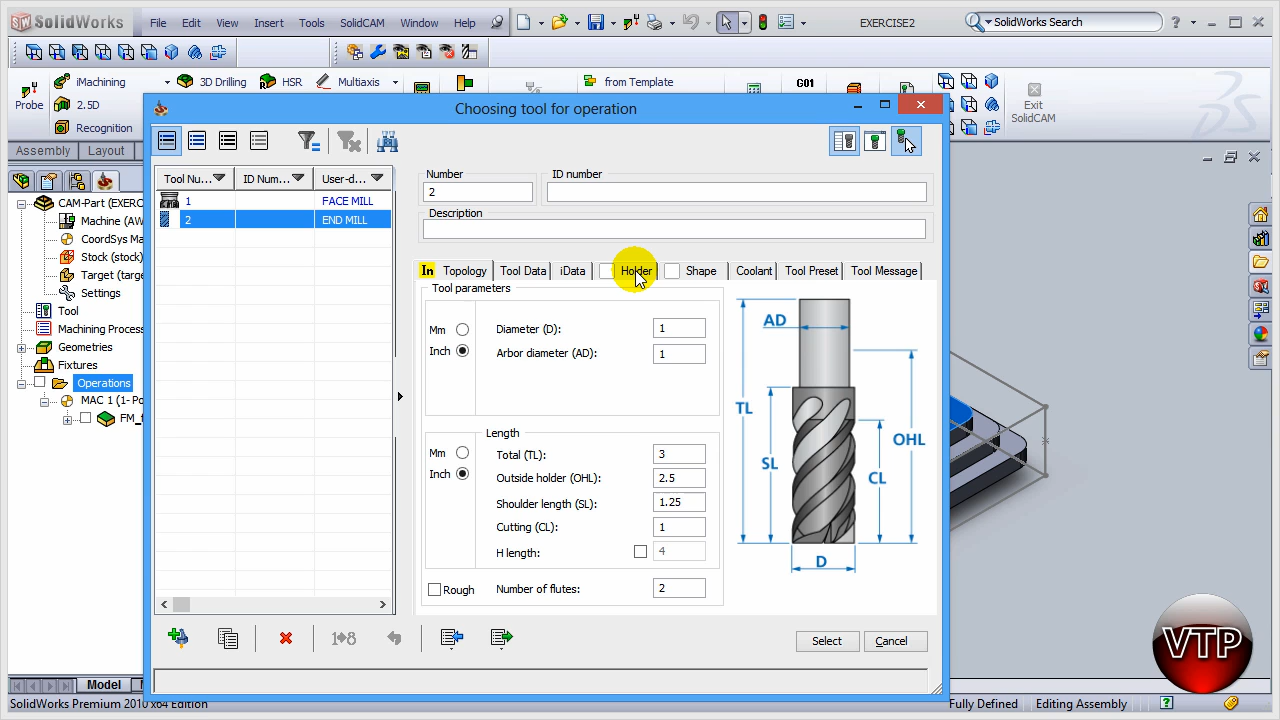 SolidWorks File Edit View Insert Tools SolidCAM Window Help EXERCISE2 SolidWorks Search
Probe iMachining 2.5D Recognition 3D Drilling HSR Multiaxis from Template G01 Exit SolidCAM
Assembly Layout
Choosing tool for operation
Tool Nu... ID Num... User-d...
1 FACE MILL
2 END MILL
Number
2
ID number
Description
In Topology Tool Data iData Holder Shape Coolant Tool Preset Tool Message
Tool parameters
Mm
Inch
Diameter (D): 1
Arbor diameter (AD): 1
Length
Mm
Inch
Total (TL): 3
Outside holder (OHL): 2.5
Shoulder length (SL): 1.25
Cutting (CL): 1
H length: 4
Rough
Number of flutes: 2
AD
TL
OHL
SL
CL
D
Select Cancel
CAM-Part (EXERC
Machine (AW
CoordSys Ma
Stock (stock)
Target (targe
Settings
Tool
Machining Proces
Geometries
Fixtures
Operations
MAC 1 (1- Po
FM_f
Model
SolidWorks Premium 2010 x64 Edition
Fully Defined Editing Assembly
VTP